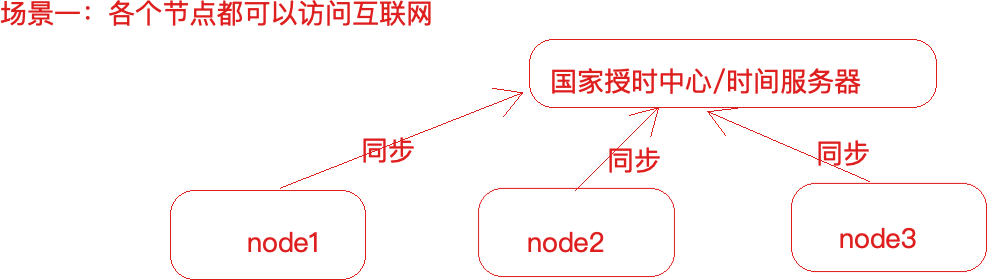 场景一：各个节点都可以访问互联网
国家授时中心/时间服务器
同步
同步
同步
node1
node2
node3